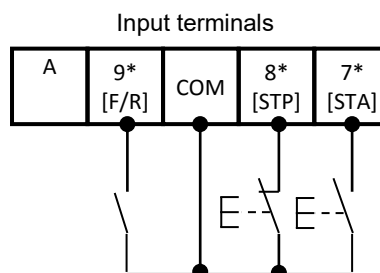 Input terminals
A
9*
[F/R]
COM
8*
[STP]
7*
[STA]